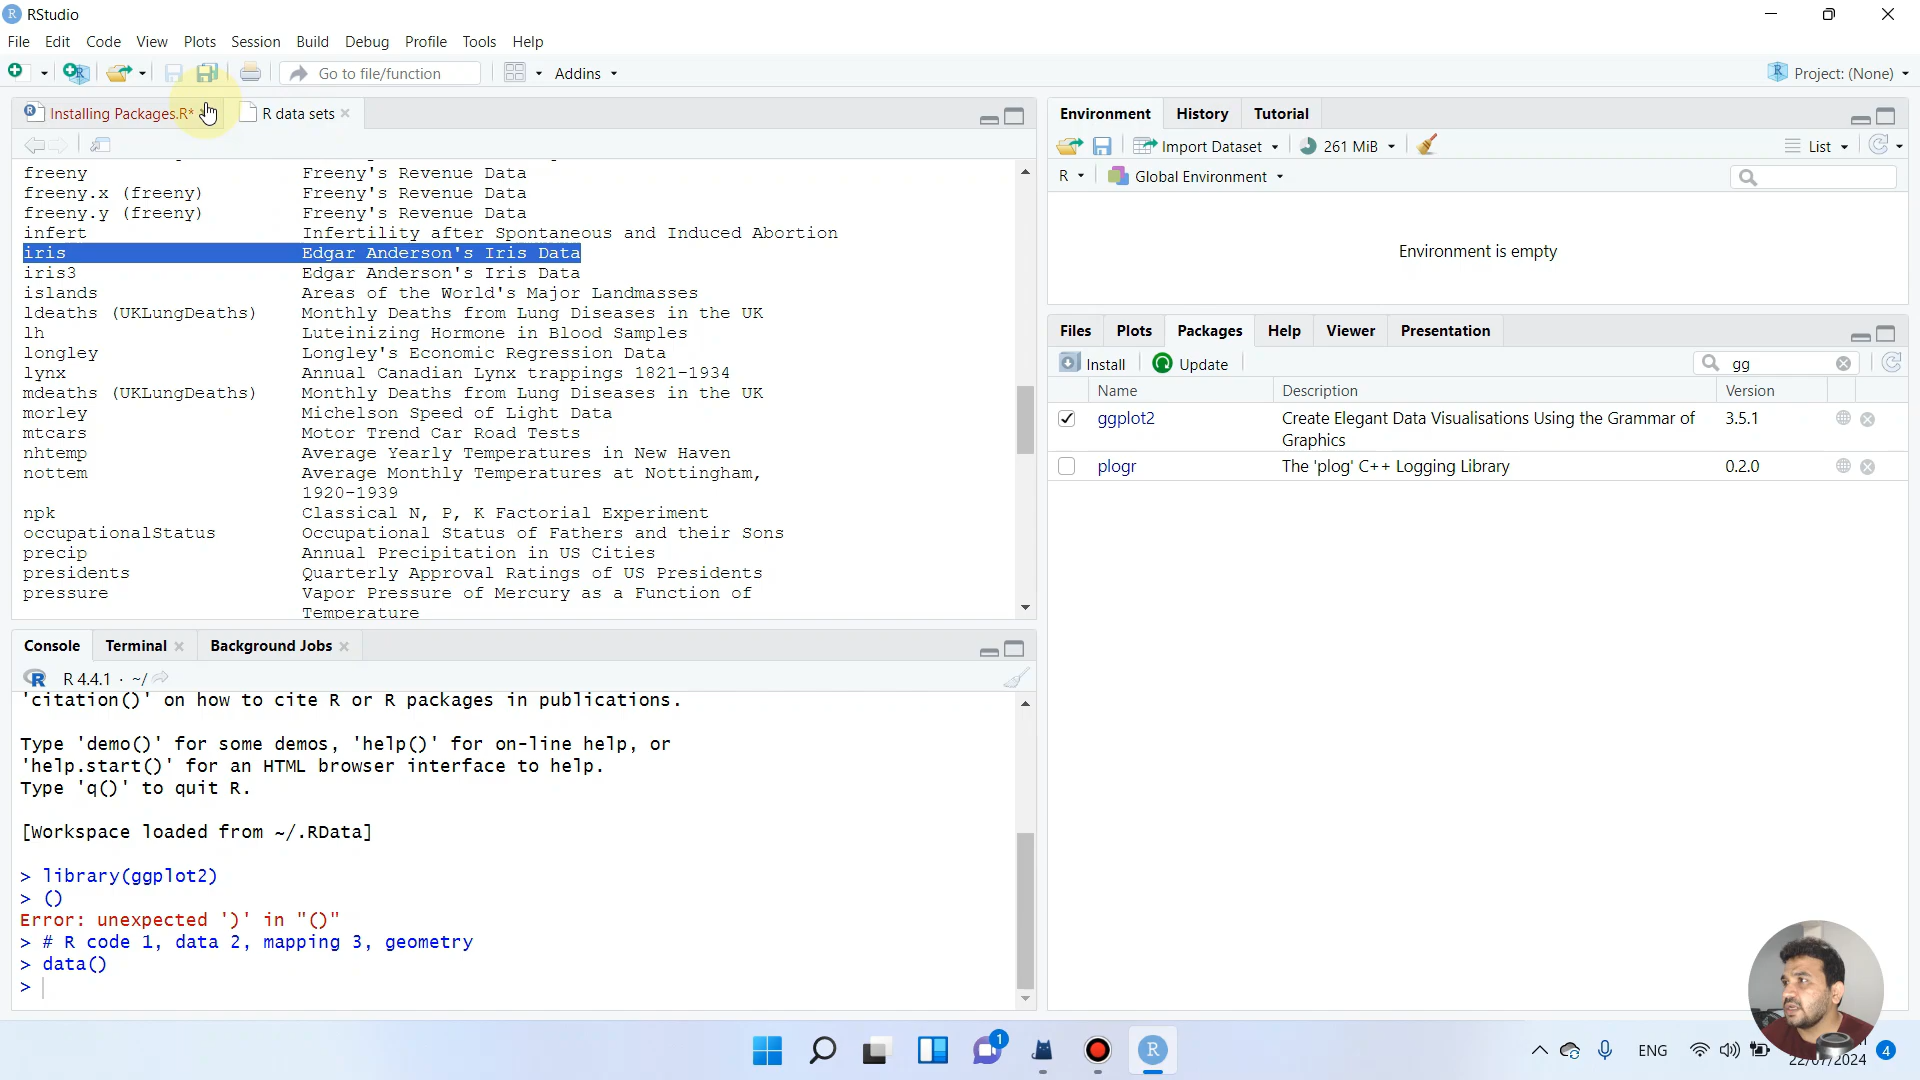 RStudio
File Edit Code View Plots Session Build Debug Profile Tools Help
Go to file/function Addins Project: (None)
Installing Packages.R* R data sets
freeny Freeny's Revenue Data
freeny.x (freeny) Freeny's Revenue Data
freeny.y (freeny) Freeny's Revenue Data
infert Infertility after Spontaneous and Induced Abortion
iris Edgar Anderson's Iris Data
iris3 Edgar Anderson's Iris Data
islands Areas of the World's Major Landmasses
ldeaths (UKLungDeaths) Monthly Deaths from Lung Diseases in the UK
lh Luteinizing Hormone in Blood Samples
longley Longley's Economic Regression Data
lynx Annual Canadian Lynx trappings 1821-1934
mdeaths (UKLungDeaths) Monthly Deaths from Lung Diseases in the UK
morley Michelson Speed of Light Data
mtcars Motor Trend Car Road Tests
nhtemp Average Yearly Temperatures in New Haven
nottem Average Monthly Temperatures at Nottingham,
1920-1939
npk Classical N, P, K Factorial Experiment
occupationalStatus Occupational Status of Fathers and their Sons
precip Annual Precipitation in US Cities
presidents Quarterly Approval Ratings of US Presidents
pressure Vapor Pressure of Mercury as a Function of
Temperature
Console Terminal Background Jobs
R 4.4.1 · ~/
'citation()' on how to cite R or R packages in publications.
Type 'demo()' for some demos, 'help()' for on-line help, or
'help.start()' for an HTML browser interface to help.
Type 'q()' to quit R.
[Workspace loaded from ~/.RData]
> library(ggplot2)
> ()
Error: unexpected ')' in "()"
> # R code 1, data 2, mapping 3, geometry
> data()
>
Environment History Tutorial
Import Dataset 261 MiB List
R Global Environment
Environment is empty
Files Plots Packages Help Viewer Presentation
Install Update gg
Name Description Version
ggplot2 Create Elegant Data Visualisations Using the Grammar of 3.5.1
Graphics
plogr The 'plog' C++ Logging Library 0.2.0
1
ENG
22/07/2024 4